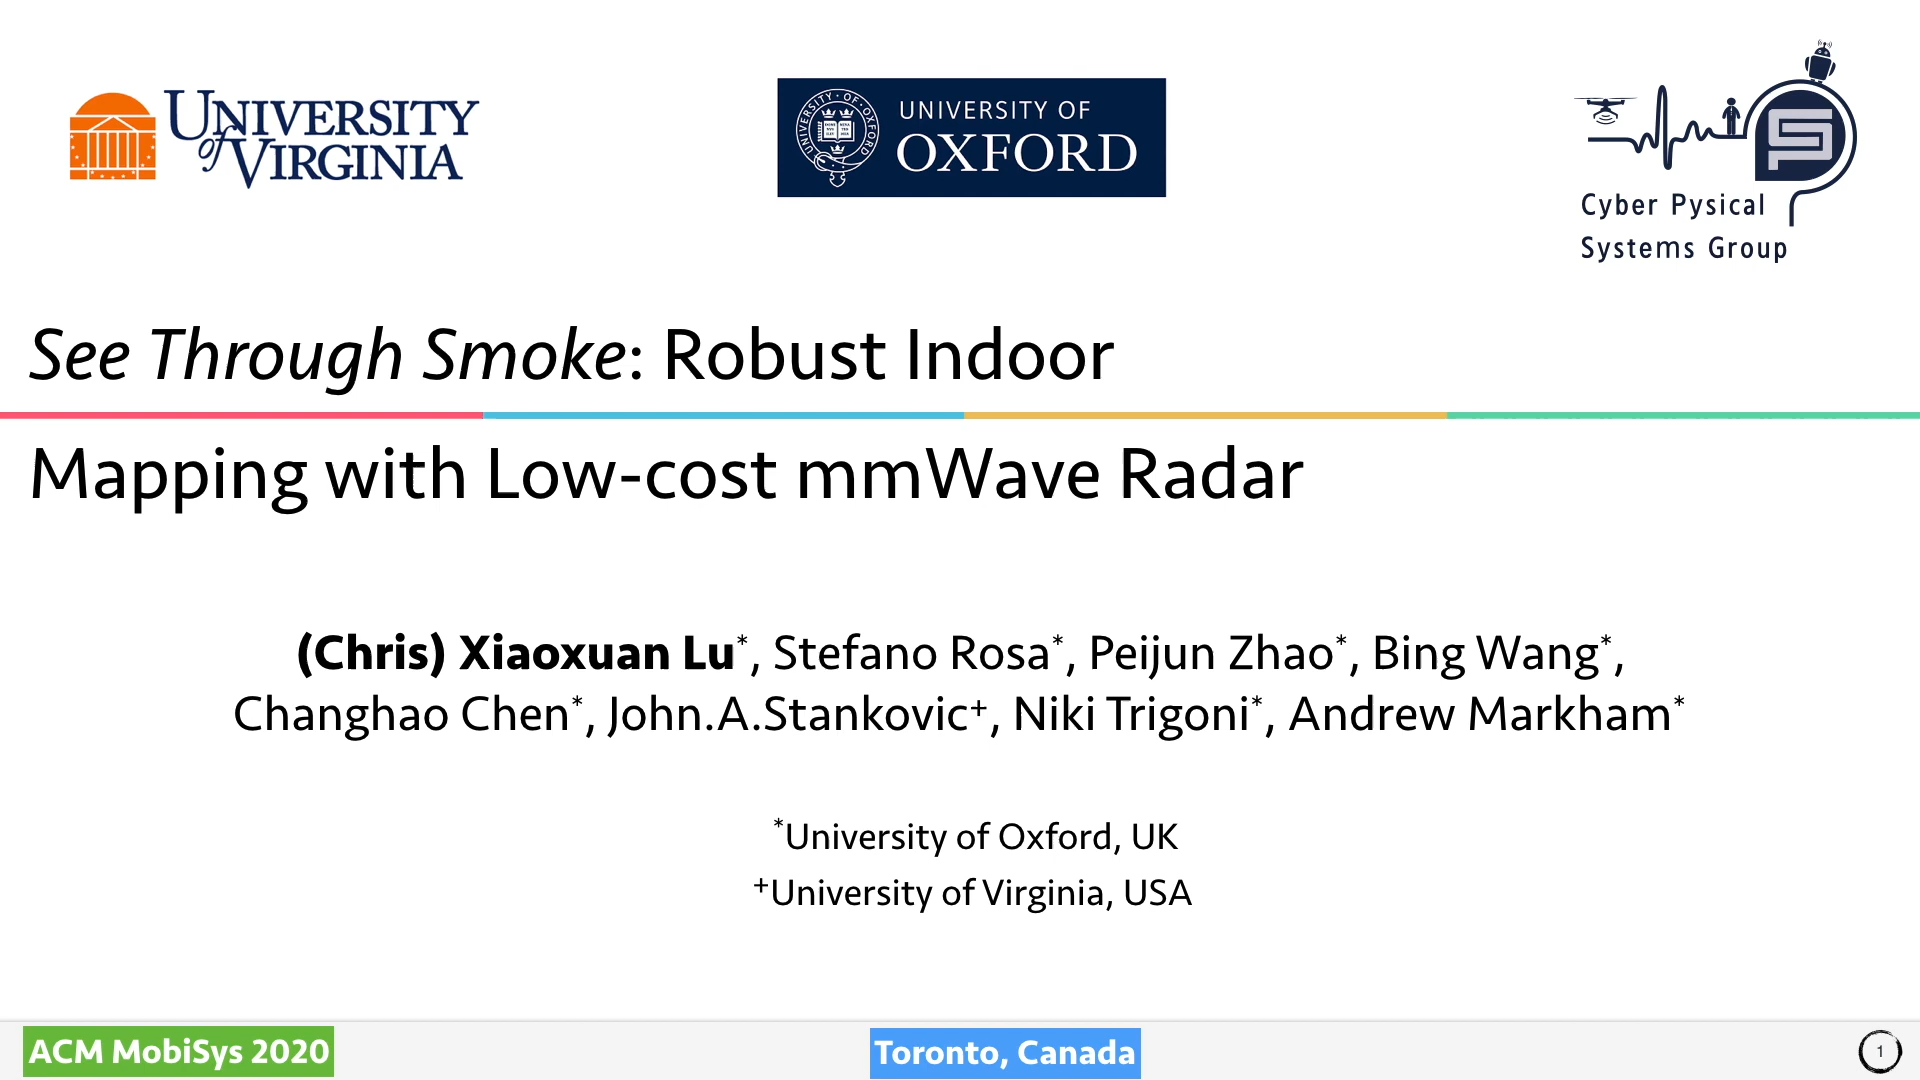 UNIVERSITY
of VIRGINIA
UNIVERSITY OF
OXFORD
Cyber Pysical
Systems Group
See Through Smoke: Robust Indoor
Mapping with Low-cost mmWave Radar
(Chris) Xiaoxuan Lu*, Stefano Rosa*, Peijun Zhao*, Bing Wang*,
Changhao Chen*, John.A.Stankovic+, Niki Trigoni*, Andrew Markham*
*University of Oxford, UK
+University of Virginia, USA
ACM MobiSys 2020
Toronto, Canada
1